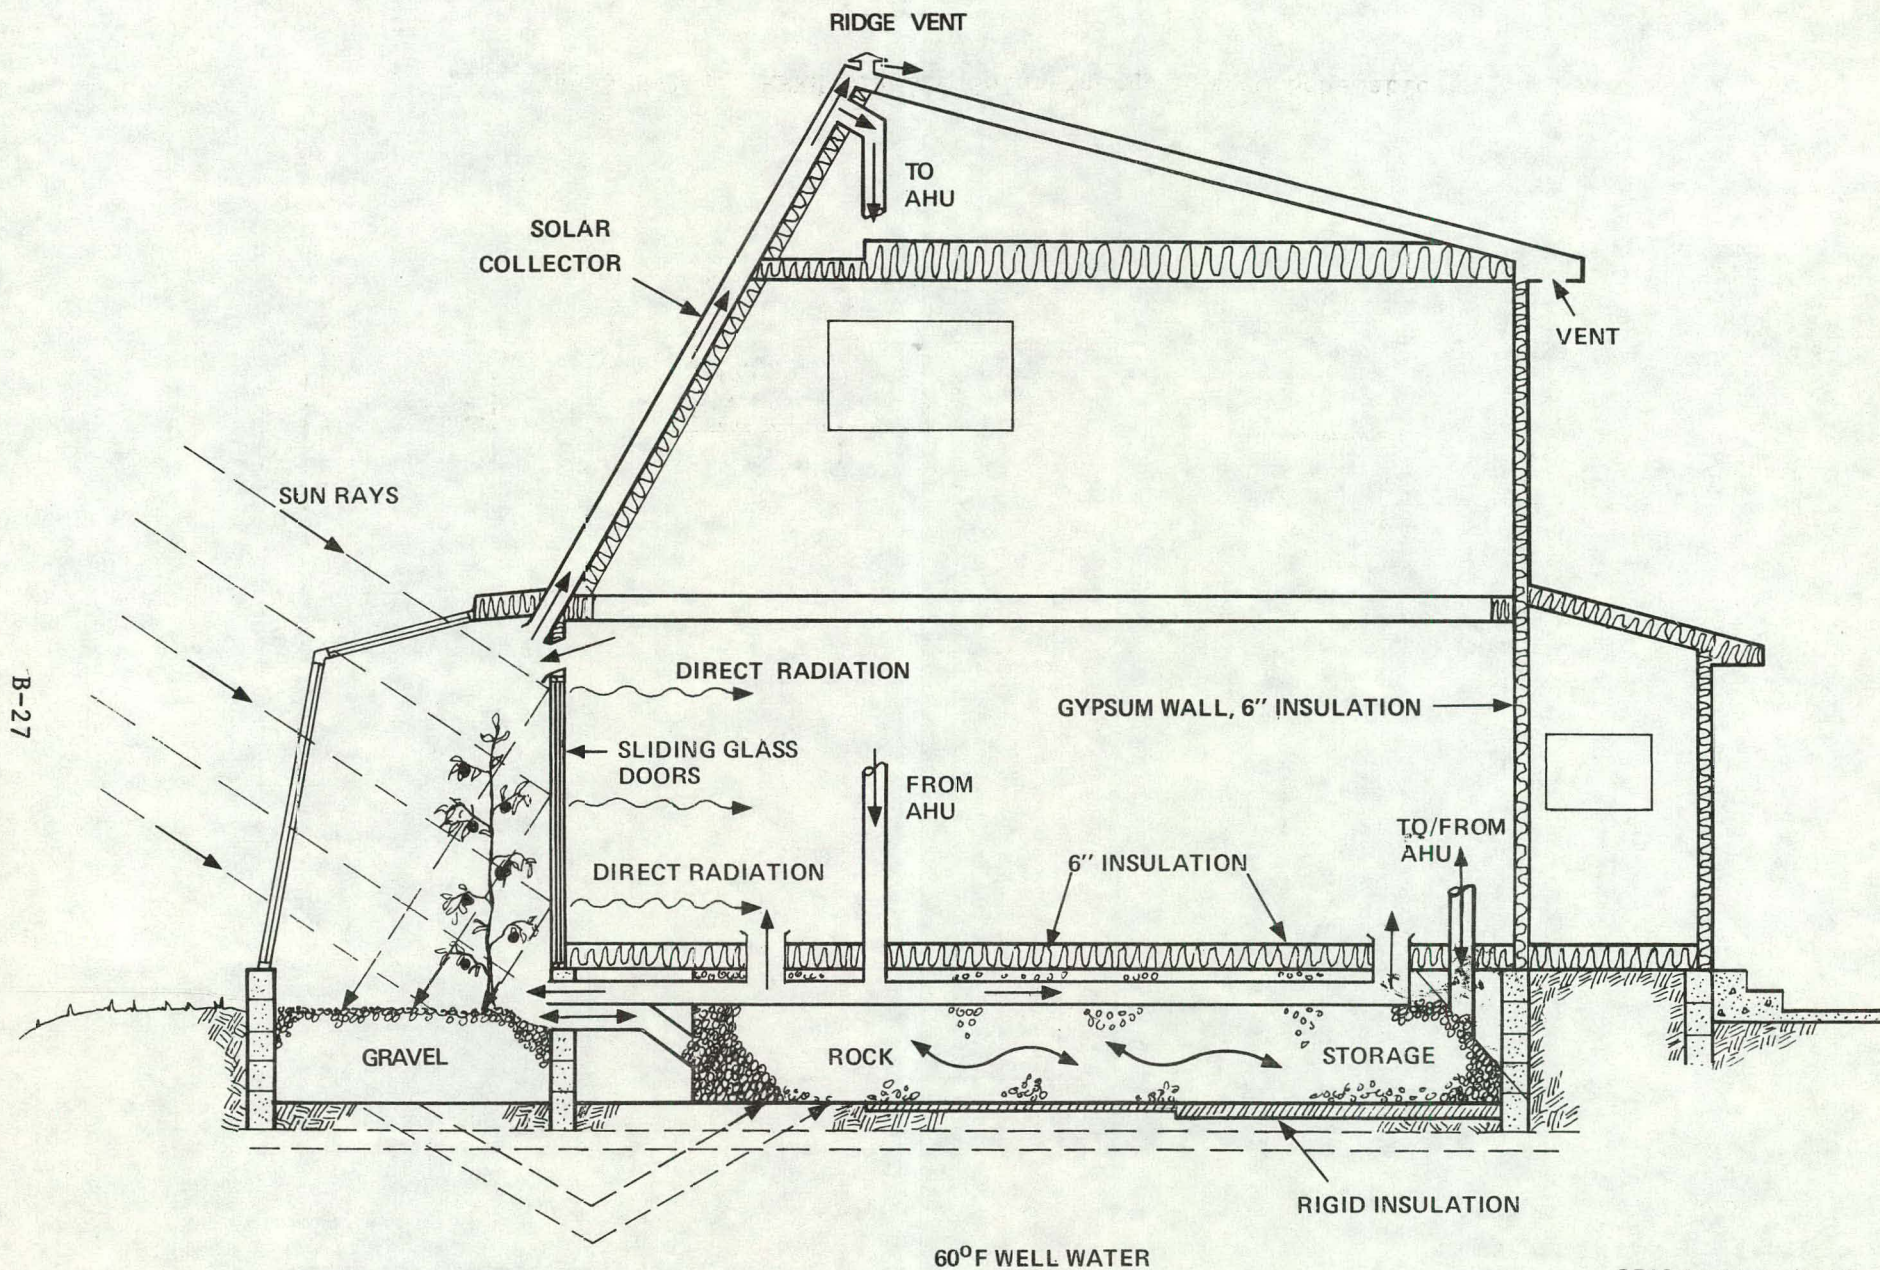 RIDGE VENT
TO
AHU
SOLAR
COLLECTOR
VENT
SUN RAYS
DIRECT RADIATION
GYPSUM WALL, 6" INSULATION
SLIDING GLASS
DOORS
FROM
AHU
TO/FROM
AHU
6" INSULATION
DIRECT RADIATION
GRAVEL
ROCK
STORAGE
RIGID INSULATION
60°F WELL WATER
B-27